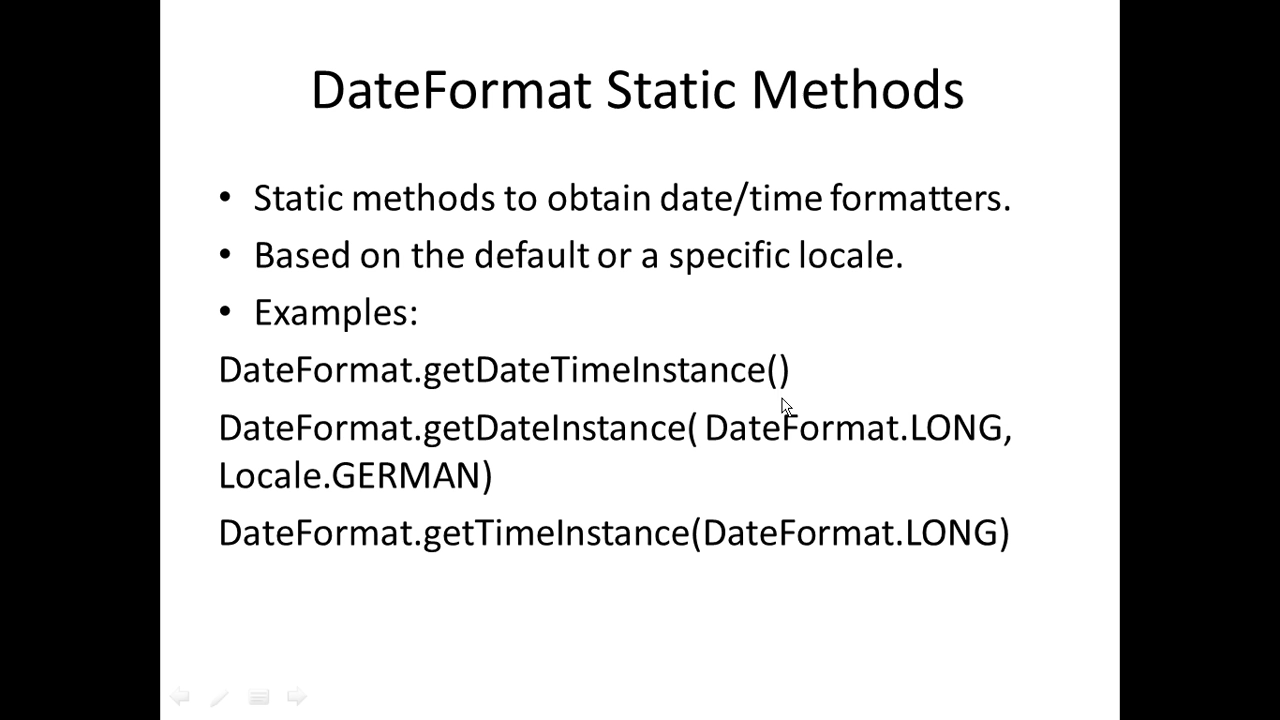 DateFormat Static Methods
• Static methods to obtain date/time formatters.
• Based on the default or a specific locale.
• Examples:
DateFormat.getDateTimeInstance()
DateFormat.getDateInstance( DateFormat.LONG,
Locale.GERMAN)
DateFormat.getTimeInstance(DateFormat.LONG)